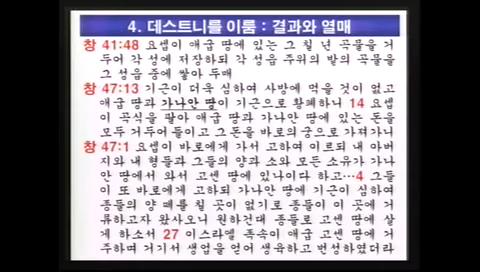 4. 데스트니를 이룸 : 결과와 열매
창 41:48 요셉이 애굽 땅에 있는 그 칠 년 곡물을 거
두어 각 성에 저장하되 각 성읍 주위의 밭의 곡물을
그 성읍 중에 쌓아 두매
창 47:13 기근이 더욱 심하여 사방에 먹을 것이 없고
애굽 땅과 가나안 땅이 기근으로 황폐하니 14 요셉
이 곡식을 팔아 애굽 땅과 가나안 땅에 있는 돈을
모두 거두어 들이고 그 돈을 바로의 궁으로 가져가니
창 47:1 요셉이 바로에게 가서 고하여 이르되 내 아버
지와 내 형들과 그들의 양과 소와 모든 소유가 가나
안 땅에서 와서 고센 땅에 있나이다 하고...4 그들
이 또 바로에게 고하되 가나안 땅에 기근이 심하여
종들의 양 떼를 칠 곳이 없기로 종들이 이 곳에 거
류하고자 왔사오니 원하건대 종들로 고센 땅에 살
게 하소서 27 이스라엘 족속이 애굽 고센 땅에 거
주하며 거기서 생업을 얻어 생육하고 번성하였더라